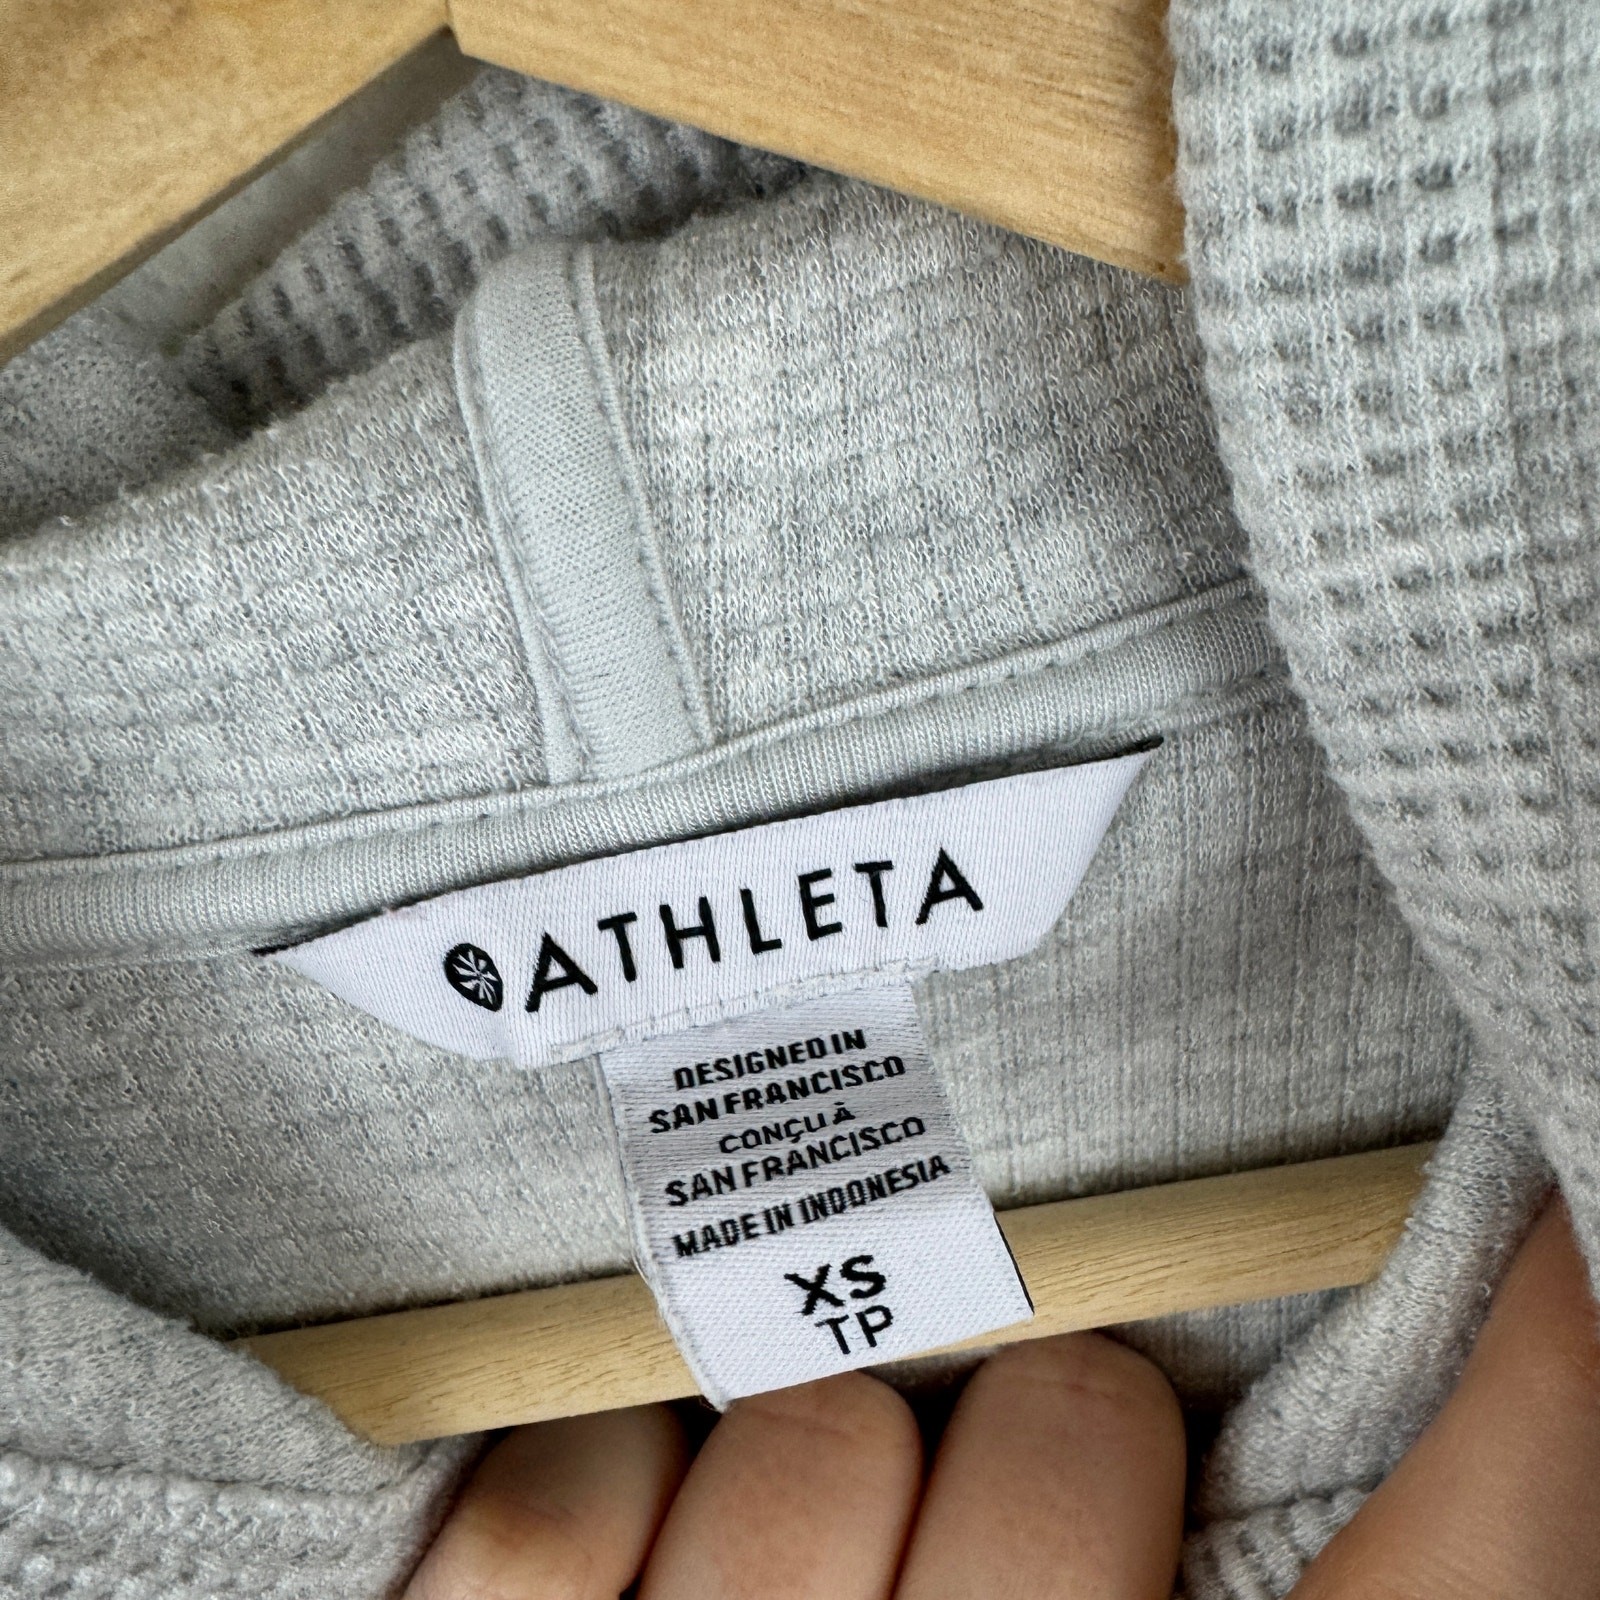 ATHLETA
DESIGNED IN
SAN FRANCISCO
CONÇU À
SAN FRANCISCO
MADE IN INDONESIA
XS
TP